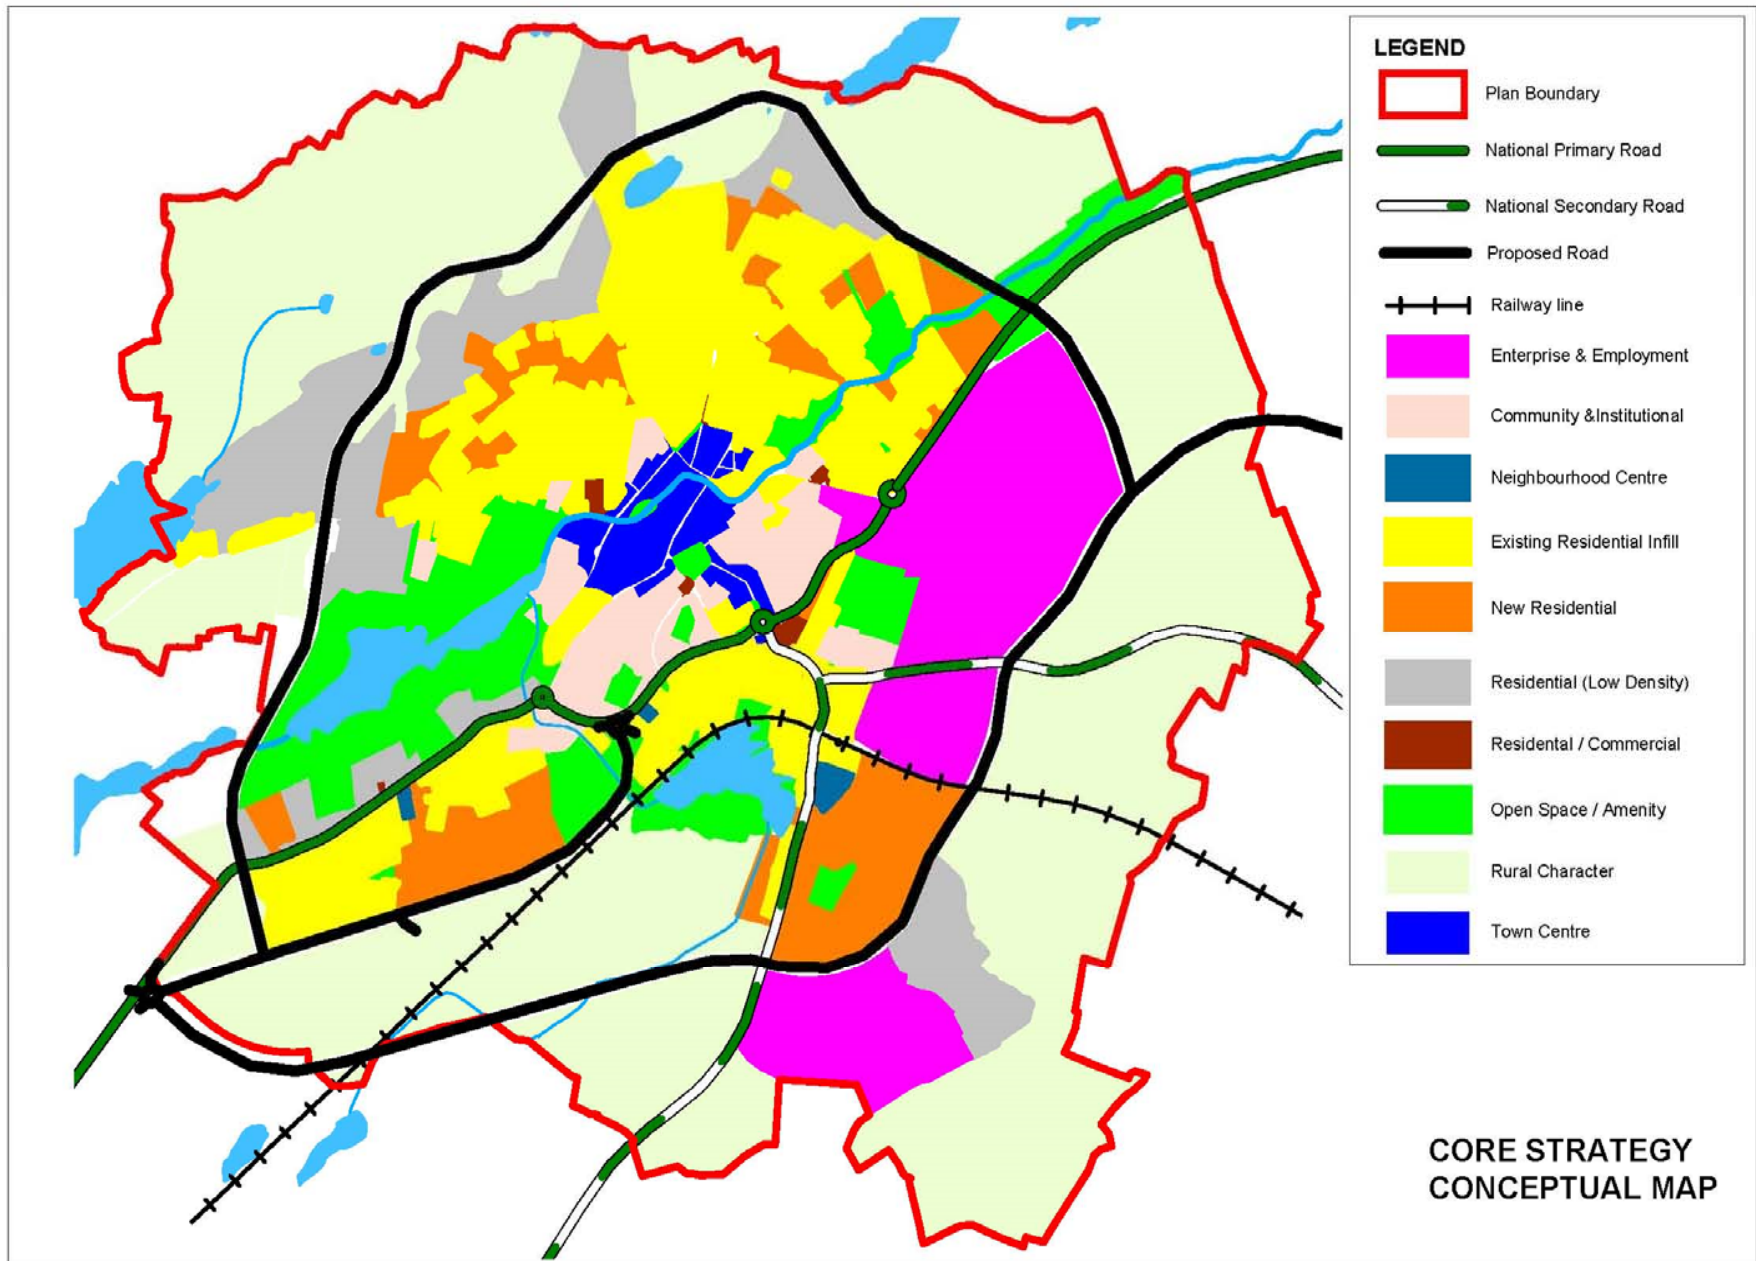 LEGEND
Plan Boundary
National Primary Road
National Secondary Road
Proposed Road
Railway line
Enterprise & Employment
Community &Institutional
Neighbourhood Centre
Existing Residential Infill
New Residential
Residential (Low Density)
Residental / Commercial
Open Space / Amenity
Rural Character
Town Centre
CORE STRATEGY
CONCEPTUAL MAP